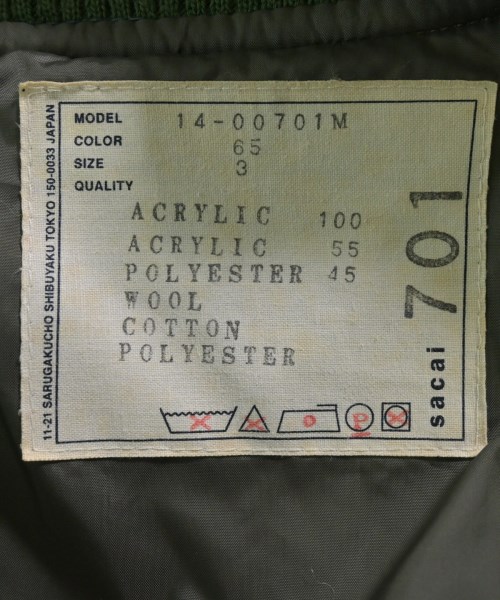 MODEL 14-00701M
COLOR 65
SIZE 3
QUALITY
ACRYLIC 100
ACRYLIC 55
POLYESTER 45
WOOL
COTTON
POLYESTER
P
sacai 701
11-21 SARUGAKUCHO SHIBUYAKU TOKYO 150-0033 JAPAN